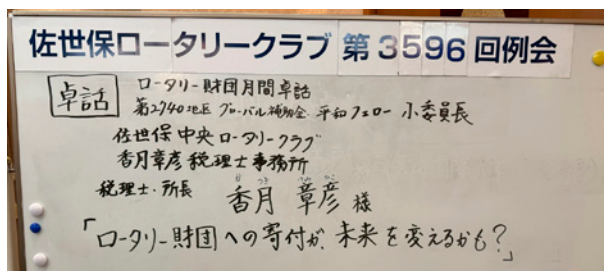 佐世保ロータリークラブ 第3596回例会
卓話
ロータリー財団月間卓話
第2740地区 グローバル補助金 平和フェロー 小委員長
佐世保中央ロータリークラブ
香月章彦税理士事務所
税理士・所長 香月 章彦 様
「ロータリー財団への寄付が、未来を変えるかも?」